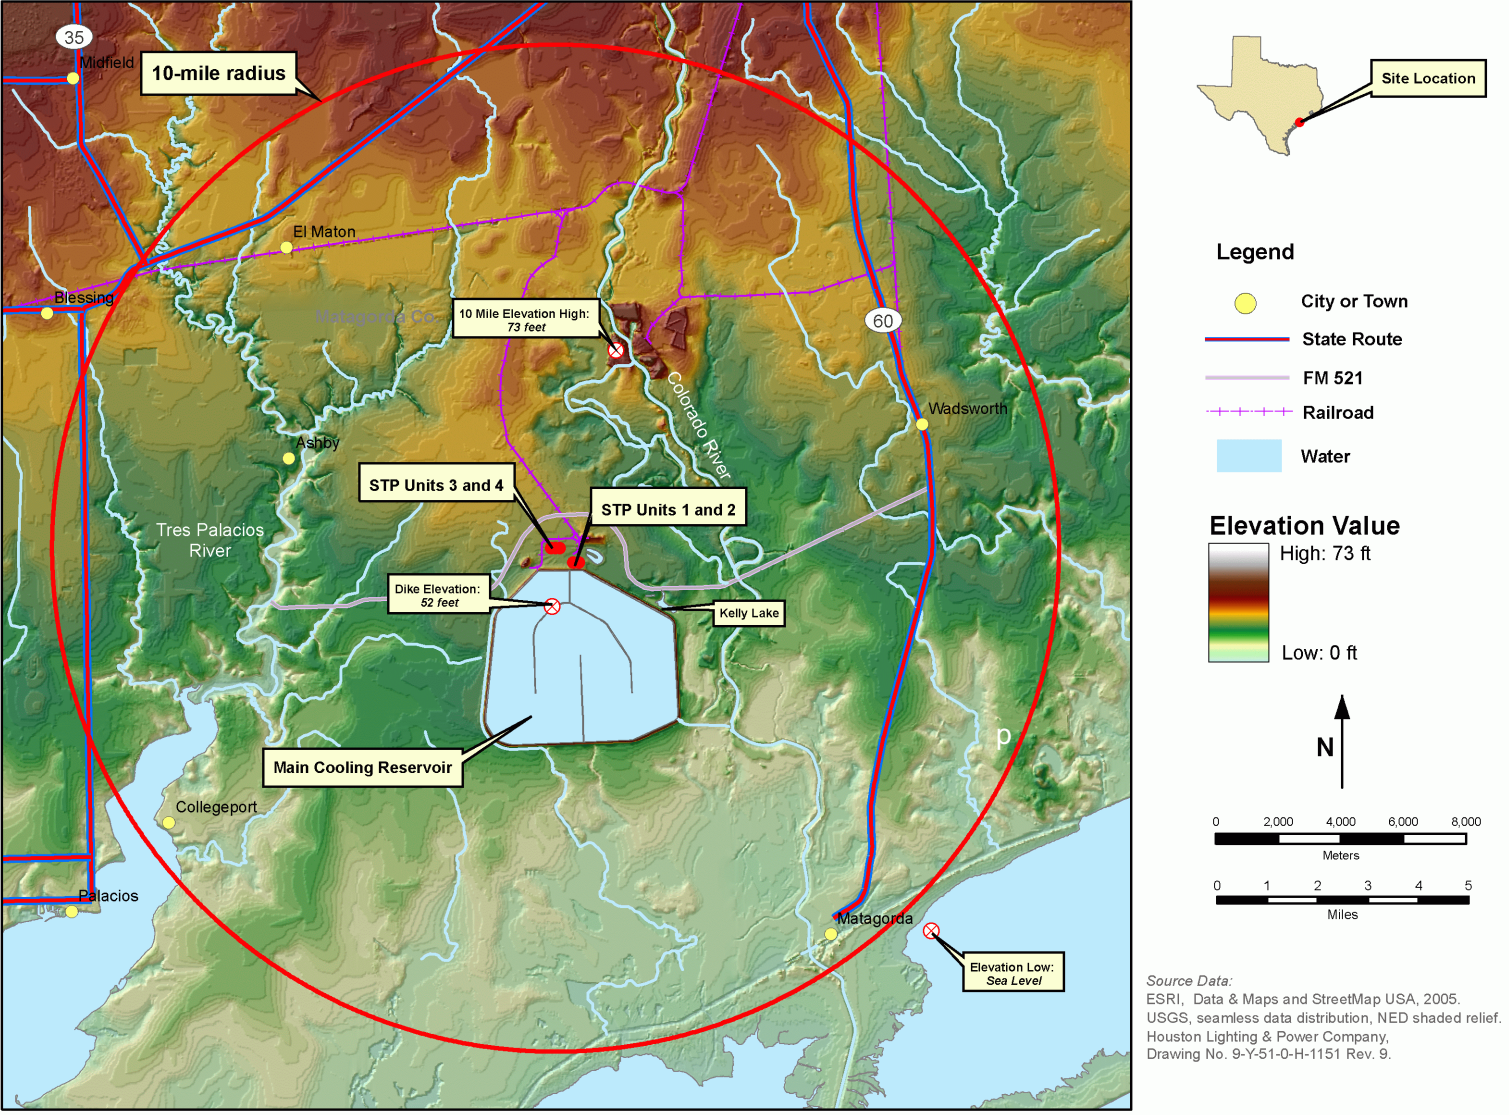 35
Midfield
10-mile radius
El Maton
Blessing
Matagorda Co.
10 Mile Elevation High:
73 feet
60
Colorado River
Wadsworth
Ashby
STP Units 3 and 4
STP Units 1 and 2
Tres Palacios
River
Dike Elevation:
52 feet
Kelly Lake
Main Cooling Reservoir
p
Collegeport
Palacios
Matagorda
Elevation Low:
Sea Level
Site Location
Legend
City or Town
State Route
FM 521
Railroad
Water
Elevation Value
High: 73 ft
Low: 0 ft
N
0 2,000 4,000 6,000 8,000
Meters
0 1 2 3 4 5
Miles
Source Data:
ESRI, Data & Maps and StreetMap USA, 2005.
USGS, seamless data distribution, NED shaded relief.
Houston Lighting & Power Company,
Drawing No. 9-Y-51-0-H-1151 Rev. 9.